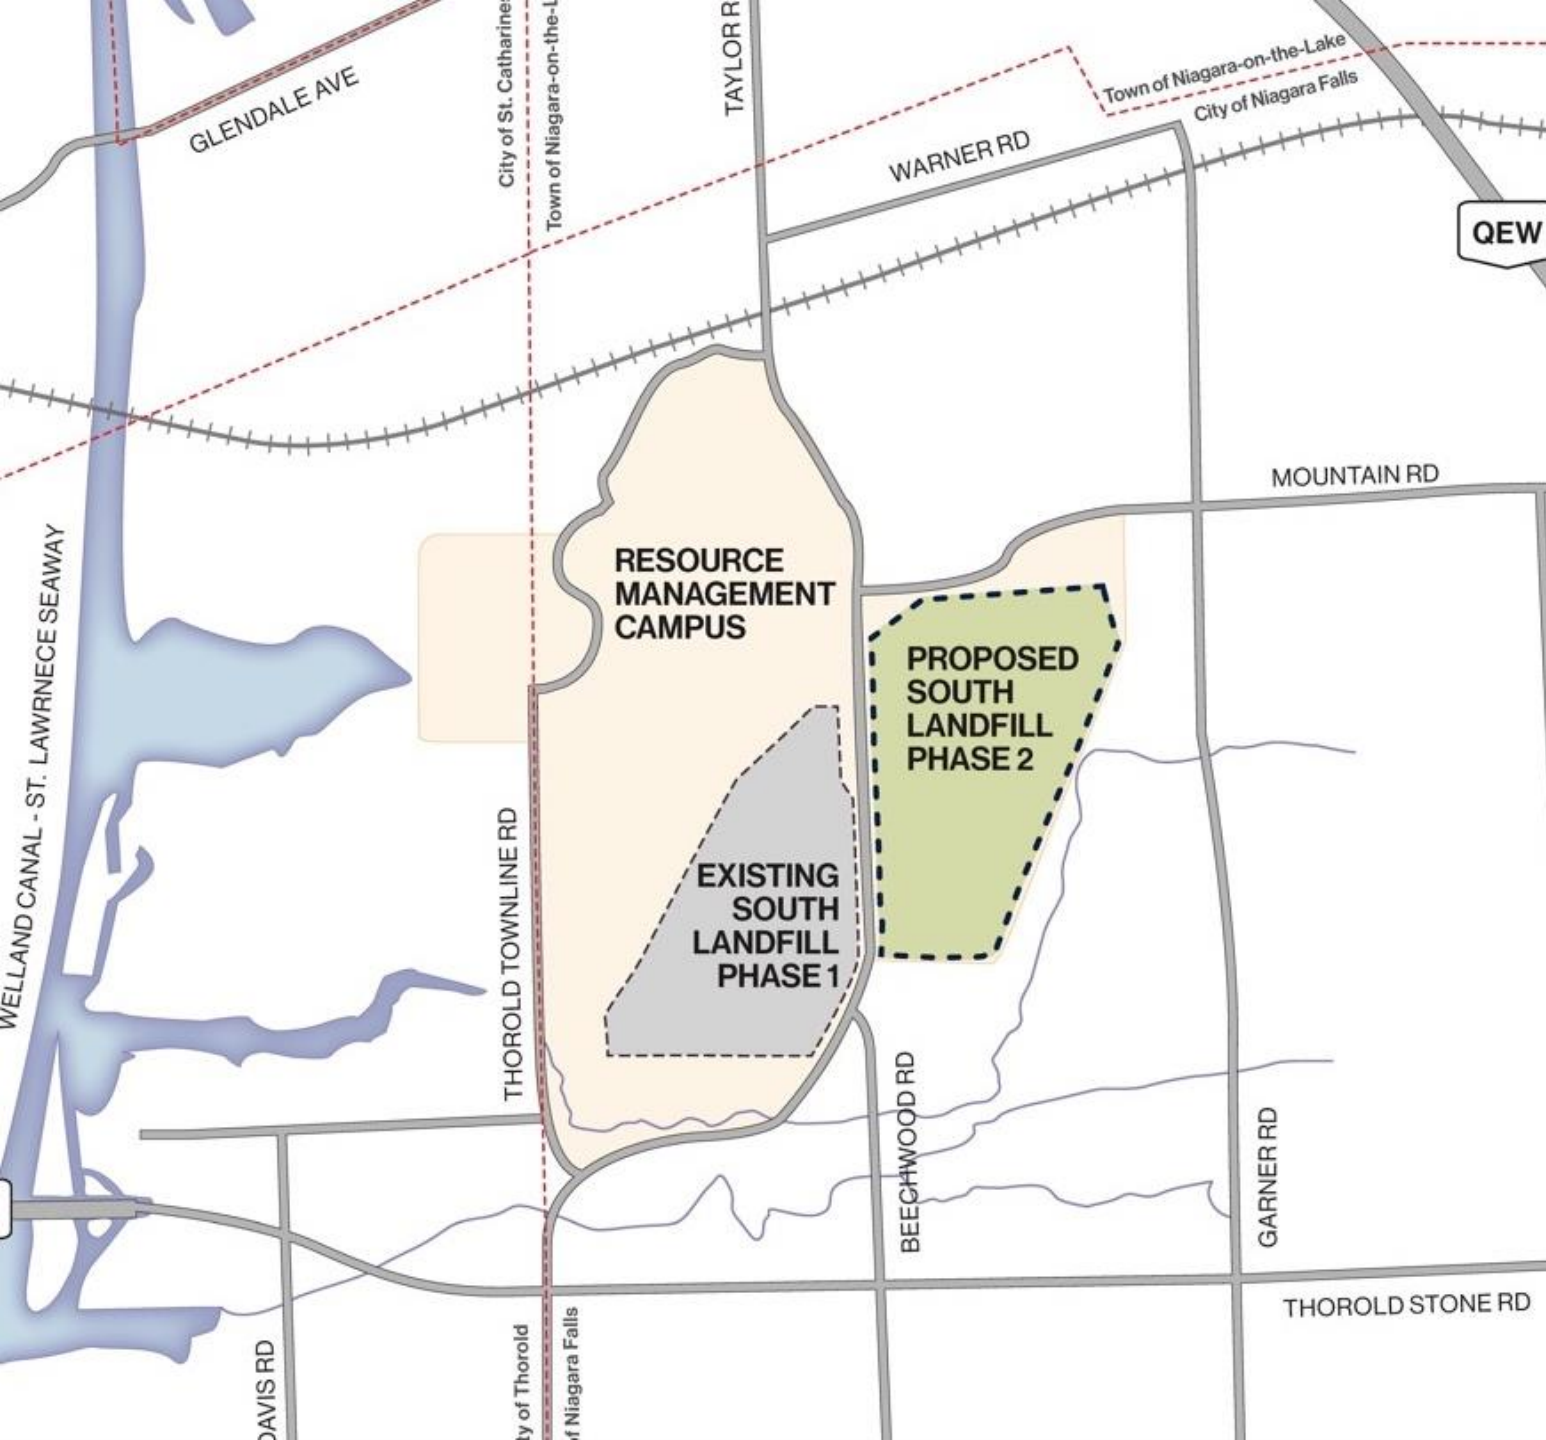 City of St. Catharines
Town of Niagara-on-the-L
TAYLOR R
GLENDALE AVE
Town of Niagara-on-the-Lake
City of Niagara Falls
WARNER RD
QEW
MOUNTAIN RD
WELLAND CANAL - ST. LAWRNECE SEAWAY
RESOURCE
MANAGEMENT
CAMPUS
PROPOSED
SOUTH
LANDFILL
PHASE 2
EXISTING
SOUTH
LANDFILL
PHASE 1
THOROLD TOWNLINE RD
BEECHWOOD RD
GARNER RD
THOROLD STONE RD
DAVIS RD
ty of Thorold
of Niagara Falls